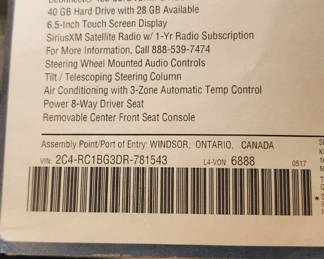 40 GB Hard Drive with 28 GB Available
6.5-Inch Touch Screen Display
SiriusXM Satellite Radio w/ 1-Yr Radio Subscription
For More Information, Call 888-539-7474
Steering Wheel Mounted Audio Controls
Tilt / Telescoping Steering Column
Air Conditioning with 3-Zone Automatic Temp Control
Power 8-Way Driver Seat
Removable Center Front Seat Console
Assembly Point/Port of Entry: WINDSOR, ONTARIO, CANADA
VIN: 2C4-RC1BG3DR-781543 L4-VON 6888 0517